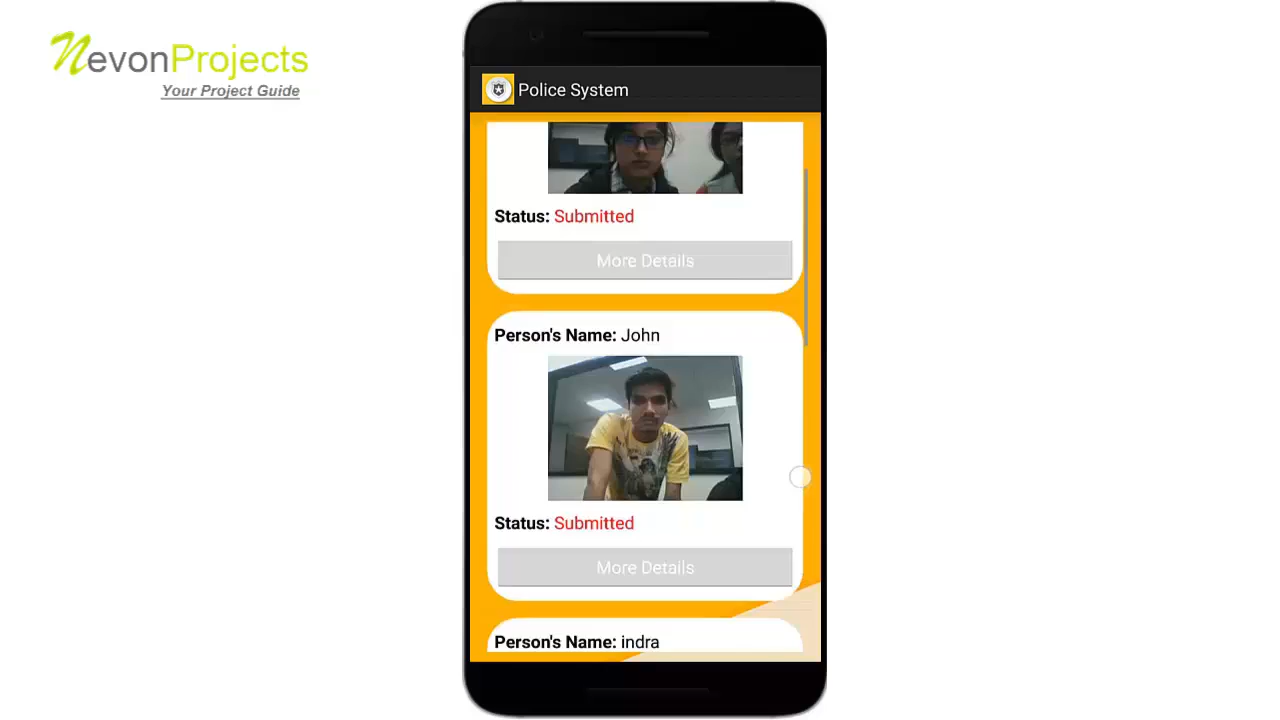 NevonProjects
Your Project Guide
Police System
Status: Submitted
More Details
Person's Name: John
Status: Submitted
More Details
Person's Name: indra